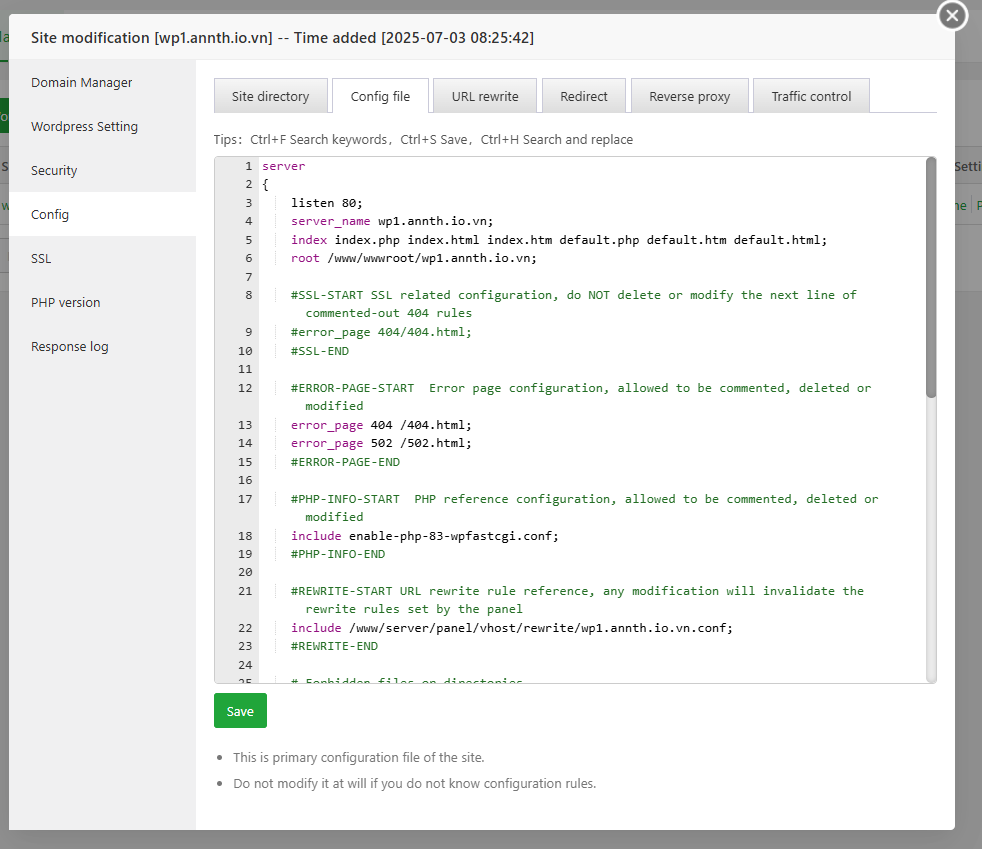 Site modification [wp1.annth.io.vn] -- Time added [2025-07-03 08:25:42]
Domain Manager
Wordpress Setting
Security
Config
SSL
PHP version
Response log
Site directory
Config file
URL rewrite
Redirect
Reverse proxy
Traffic control
Tips: Ctrl+F Search keywords, Ctrl+S Save, Ctrl+H Search and replace
1 server
2 {
3 listen 80;
4 server_name wp1.annth.io.vn;
5 index index.php index.html index.htm default.php default.htm default.html;
6 root /www/wwwroot/wp1.annth.io.vn;
7
8 #SSL-START SSL related configuration, do NOT delete or modify the next line of
commented-out 404 rules
9 #error_page 404/404.html;
10 #SSL-END
11
12 #ERROR-PAGE-START  Error page configuration, allowed to be commented, deleted or
modified
13 error_page 404 /404.html;
14 error_page 502 /502.html;
15 #ERROR-PAGE-END
16
17 #PHP-INFO-START  PHP reference configuration, allowed to be commented, deleted or
modified
18 include enable-php-83-wpfastcgi.conf;
19 #PHP-INFO-END
20
21 #REWRITE-START URL rewrite rule reference, any modification will invalidate the
rewrite rules set by the panel
22 include /www/server/panel/vhost/rewrite/wp1.annth.io.vn.conf;
23 #REWRITE-END
24
25 # Forbidden files or directories
Save
This is primary configuration file of the site.
Do not modify it at will if you do not know configuration rules.